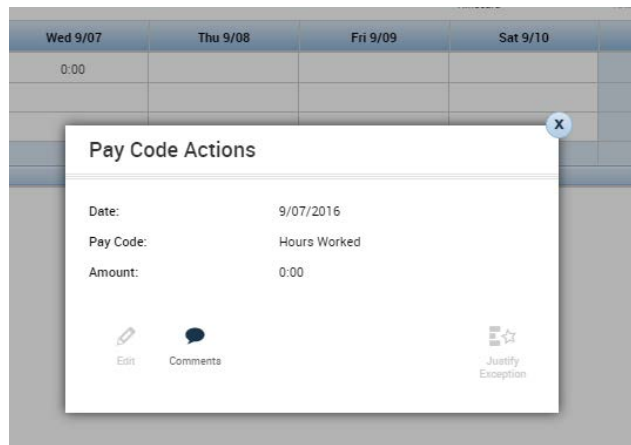 Wed 9/07 Thu 9/08 Fri 9/09 Sat 9/10
0:00
X
Pay Code Actions
Date: 9/07/2016
Pay Code: Hours Worked
Amount: 0:00
Edit Comments Justify
Exception